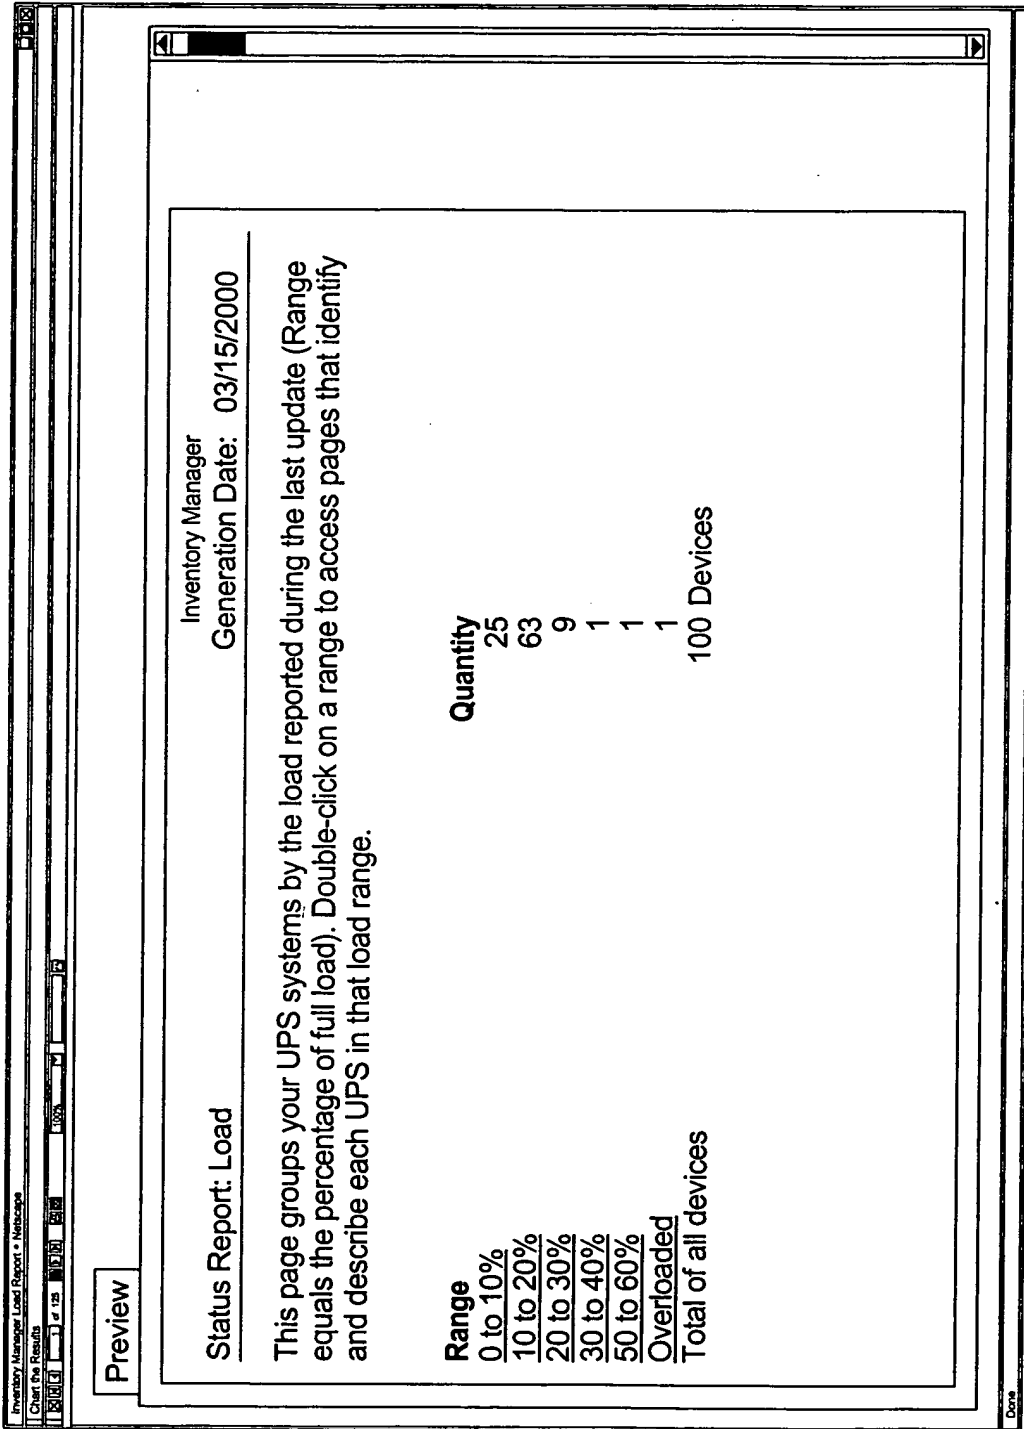 Inventory Manager Load Report • Netscape
Chart the Results
1 of 125 100%
Preview
Inventory Manager
Status Report: Load Generation Date: 03/15/2000
This page groups your UPS systems by the load reported during the last update (Range
equals the percentage of full load). Double-click on a range to access pages that identify
and describe each UPS in that load range.
Range Quantity
0 to 10% 25
10 to 20% 63
20 to 30% 9
30 to 40% 1
50 to 60% 1
Overloaded 1
Total of all devices 100 Devices
Done